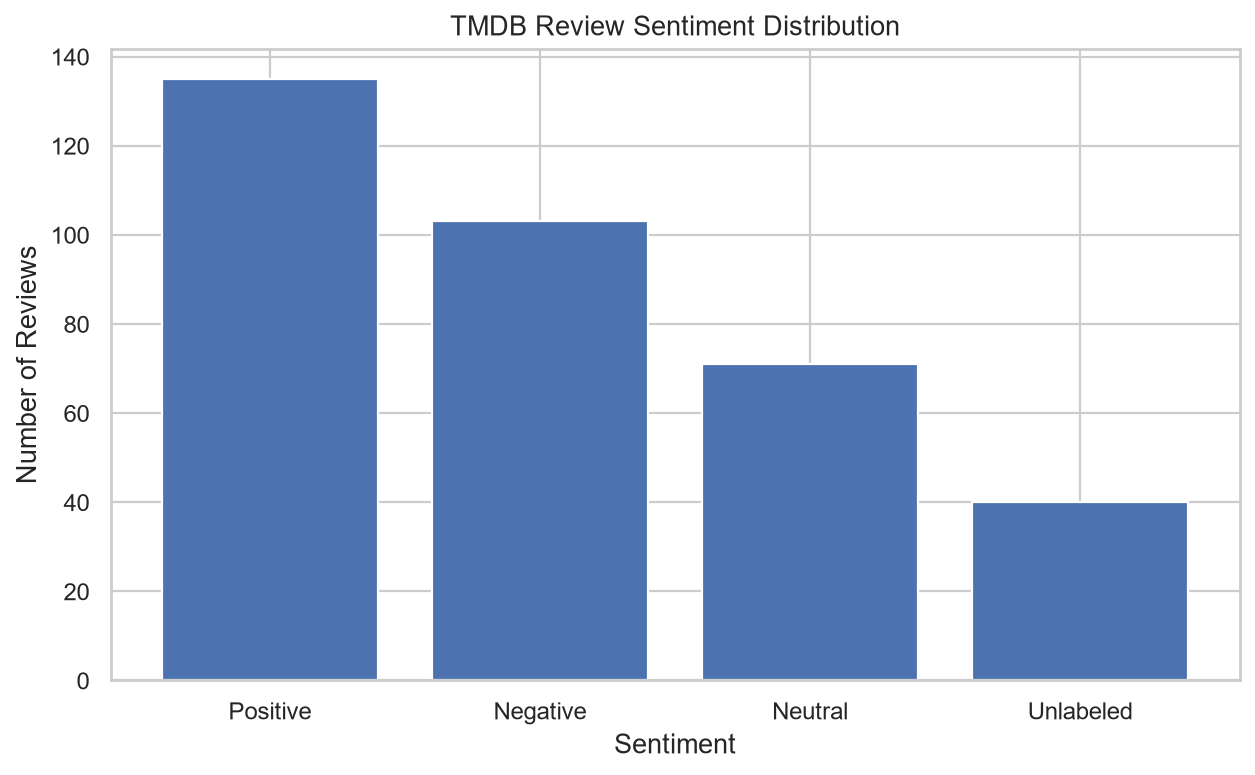 TMDB Review Sentiment Distribution
140
120
100
80
60
40
20
0
Number of Reviews
Positive Negative Neutral Unlabeled
Sentiment